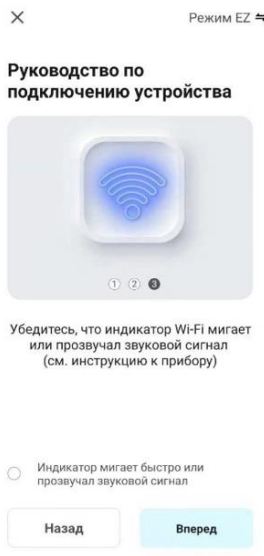 Режим EZ
Руководство по
подключению устройства
1 2 3
Убедитесь, что индикатор Wi-Fi мигает
или прозвучал звуковой сигнал
(см. инструкцию к прибору)
Индикатор мигает быстро или
прозвучал звуковой сигнал
Назад Вперед